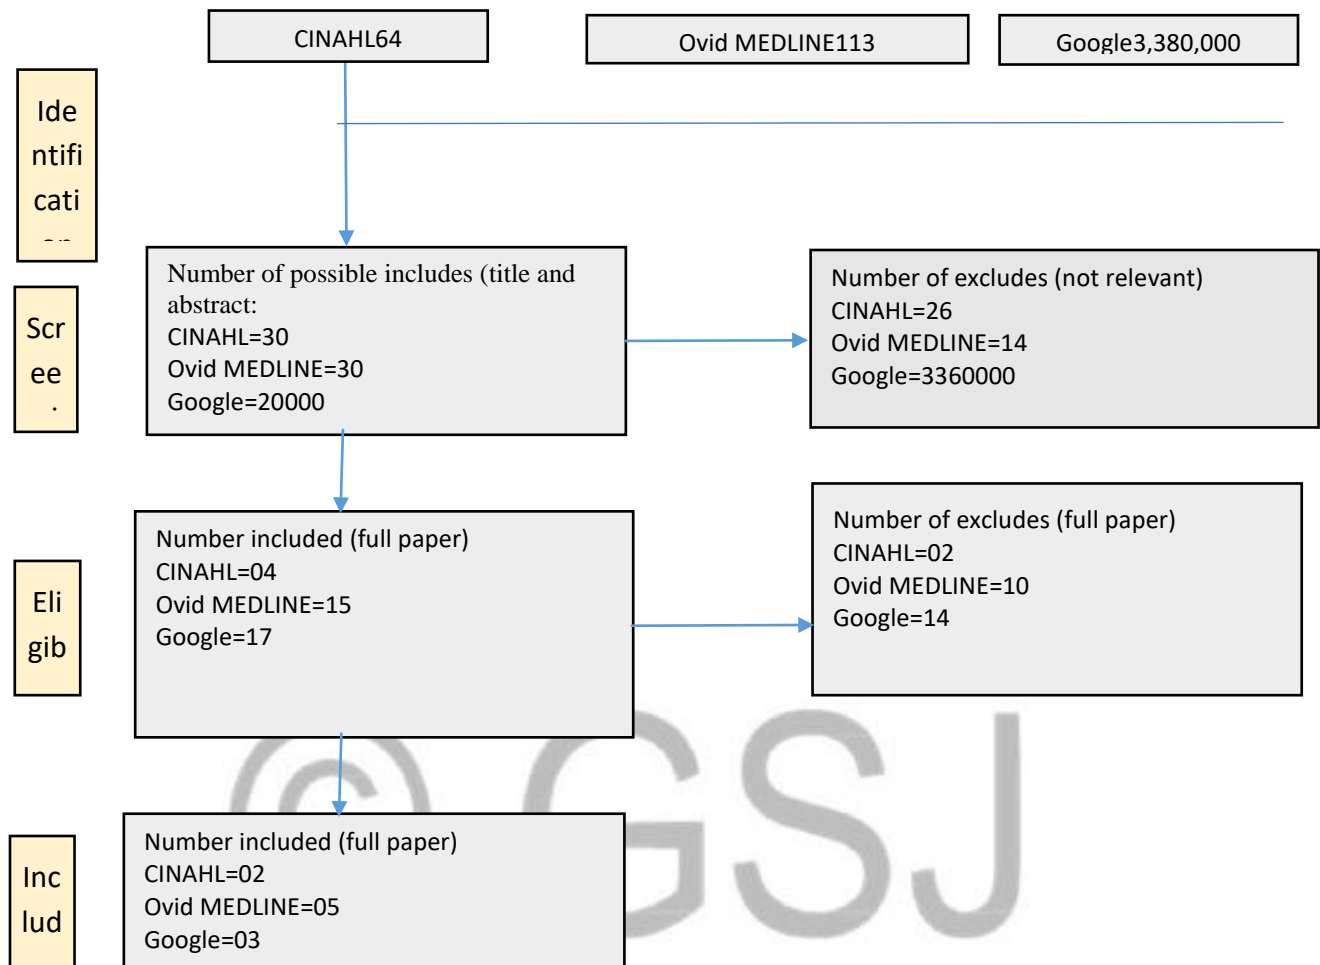 CINAHL64
Ovid MEDLINE113
Google3,380,000
Ide
ntifi
cati
Number of possible includes (title and
abstract:
CINAHL=30
Ovid MEDLINE=30
Google=20000
Number of excludes (not relevant)
CINAHL=26
Ovid MEDLINE=14
Google=3360000
Scr
ee
Number included (full paper)
CINAHL=04
Ovid MEDLINE=15
Google=17
Number of excludes (full paper)
CINAHL=02
Ovid MEDLINE=10
Google=14
Eli
gib
Number included (full paper)
CINAHL=02
Ovid MEDLINE=05
Google=03
Inc
lud
© GSJ